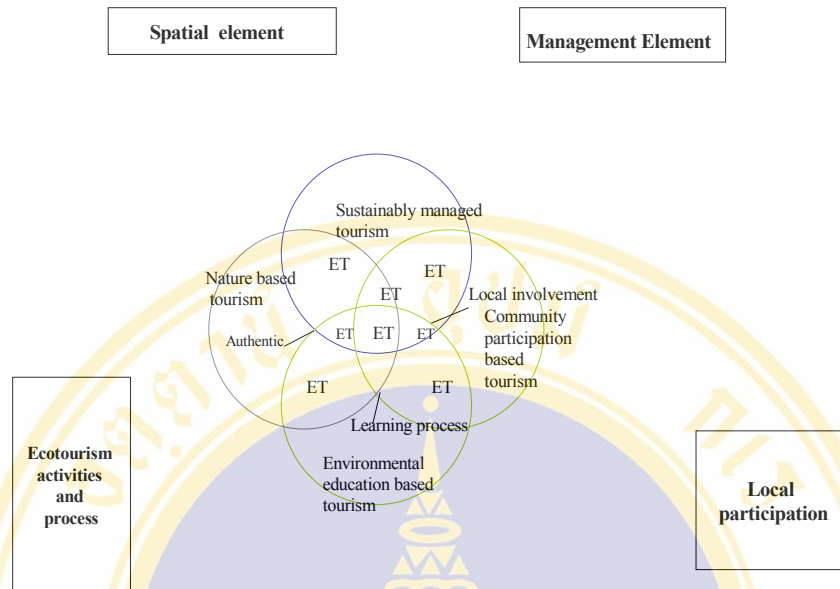 Spatial element
Management Element
Sustainably managed
tourism
ET
ET
Nature based
tourism
ET
Local involvement
Community
participation
based
tourism
Authentic
ET
ET
ET
ET
ET
Learning process
Environmental
education based
tourism
Ecotourism
activities
and
process
Local
participation